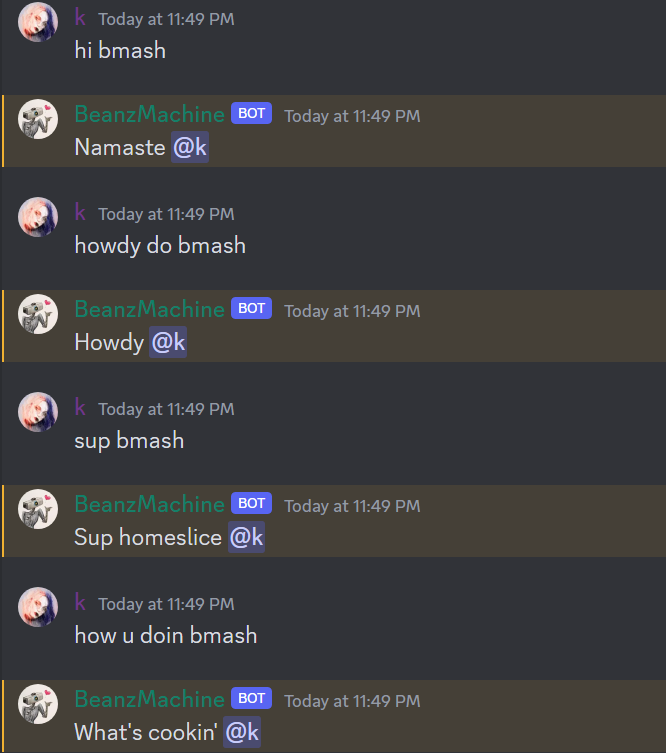 k Today at 11:49 PM
hi bmash
BeanzMachine BOT Today at 11:49 PM
Namaste @k
k Today at 11:49 PM
howdy do bmash
BeanzMachine BOT Today at 11:49 PM
Howdy @k
k Today at 11:49 PM
sup bmash
BeanzMachine BOT Today at 11:49 PM
Sup homeslice @k
k Today at 11:49 PM
how u doin bmash
BeanzMachine BOT Today at 11:49 PM
What's cookin' @k